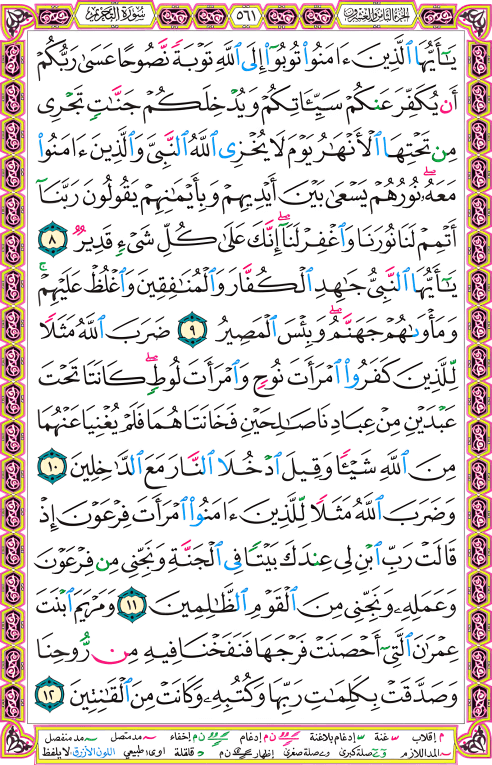 الجزء الثامن والعشرون ٥٦١ سورة التحريم
يَٰٓأَيُّهَا ٱلَّذِينَ ءَامَنُوا۟ تُوبُوٓا۟ إِلَى ٱللَّهِ تَوْبَةً نَّصُوحًا عَسَىٰ رَبُّكُمْ
أَن يُكَفِّرَ عَنكُمْ سَيِّـَٔاتِكُمْ وَيُدْخِلَكُمْ جَنَّٰتٍ تَجْرِى
مِن تَحْتِهَا ٱلْأَنْهَٰرُ يَوْمَ لَا يُخْزِى ٱللَّهُ ٱلنَّبِىَّ وَٱلَّذِينَ ءَامَنُوا۟
مَعَهُۥ ۖ نُورُهُمْ يَسْعَىٰ بَيْنَ أَيْدِيهِمْ وَبِأَيْمَٰنِهِمْ يَقُولُونَ رَبَّنَآ
أَتْمِمْ لَنَا نُورَنَا وَٱغْفِرْ لَنَآ ۖ إِنَّكَ عَلَىٰ كُلِّ شَىْءٍ قَدِيرٌ ٨
يَٰٓأَيُّهَا ٱلنَّبِىُّ جَٰهِدِ ٱلْكُفَّارَ وَٱلْمُنَٰفِقِينَ وَٱغْلُظْ عَلَيْهِمْ ۚ
وَمَأْوَىٰهُمْ جَهَنَّمُ ۖ وَبِئْسَ ٱلْمَصِيرُ ٩ ضَرَبَ ٱللَّهُ مَثَلًا
لِّلَّذِينَ كَفَرُوا۟ ٱمْرَأَتَ نُوحٍ وَٱمْرَأَتَ لُوطٍ ۖ كَانَتَا تَحْتَ
عَبْدَيْنِ مِنْ عِبَادِنَا صَٰلِحَيْنِ فَخَانَتَاهُمَا فَلَمْ يُغْنِيَا عَنْهُمَا
مِنَ ٱللَّهِ شَيْـًٔا وَقِيلَ ٱدْخُلَا ٱلنَّارَ مَعَ ٱلدَّٰخِلِينَ ١٠
وَضَرَبَ ٱللَّهُ مَثَلًا لِّلَّذِينَ ءَامَنُوا۟ ٱمْرَأَتَ فِرْعَوْنَ إِذْ
قَالَتْ رَبِّ ٱبْنِ لِى عِندَكَ بَيْتًا فِى ٱلْجَنَّةِ وَنَجِّنِى مِن فِرْعَوْنَ
وَعَمَلِهِۦ وَنَجِّنِى مِنَ ٱلْقَوْمِ ٱلظَّٰلِمِينَ ١١ وَمَرْيَمَ ٱبْنَتَ
عِمْرَٰنَ ٱلَّتِىٓ أَحْصَنَتْ فَرْجَهَا فَنَفَخْنَا فِيهِ مِن رُّوحِنَا
وَصَدَّقَتْ بِكَلِمَٰتِ رَبِّهَا وَكُتُبِهِۦ وَكَانَتْ مِنَ ٱلْقَٰنِتِينَ ١٢
م إقلاب غنة إدغام بلاغنة ن م إدغام ن م إخفاء مد متصل مد منفصل
المد اللازم صلة كبرى صلة صغرى إظهار ن م قلقلة طبيعي اللون الأزرق لا يلفظ